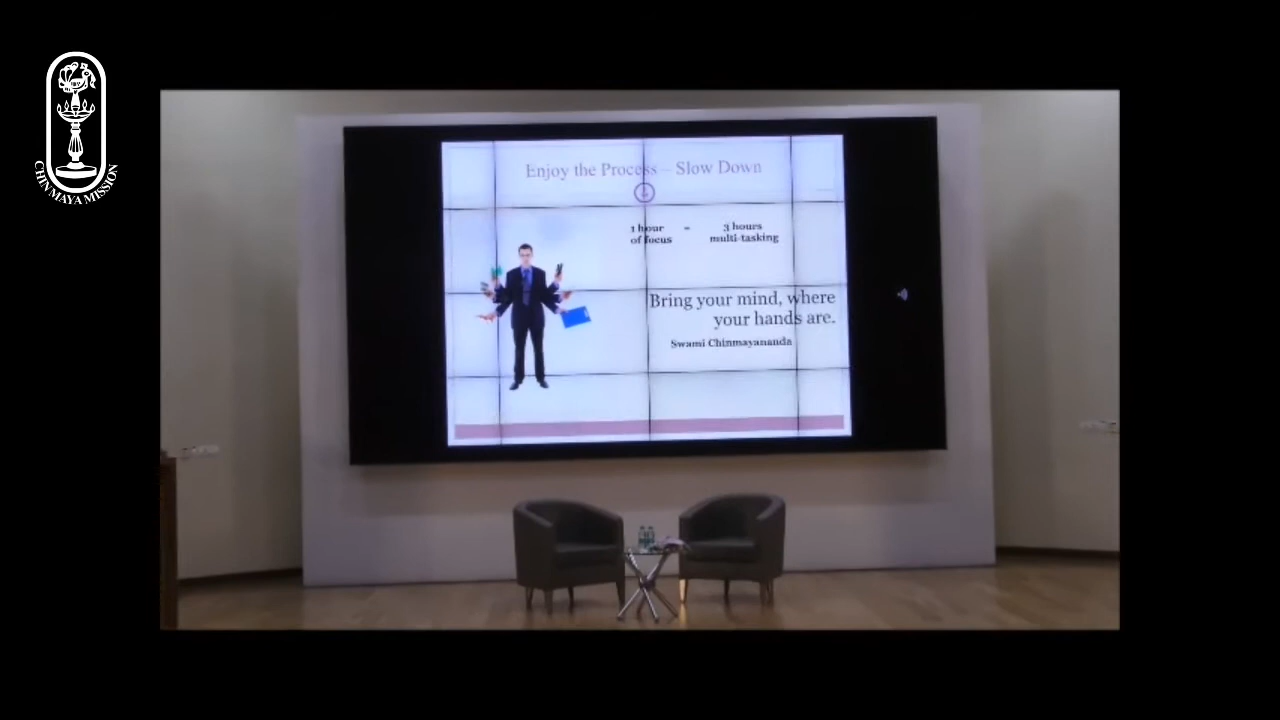 CHINMAYA MISSION
Enjoy the Process – Slow Down
1 hour = 3 hours
of focus multi-tasking
Bring your mind, where
your hands are.
Swami Chinmayananda